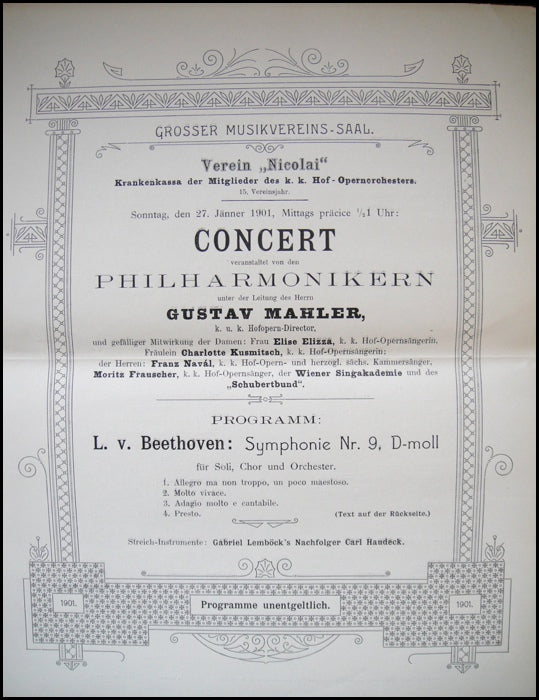 GROSSER MUSIKVEREINS-SAAL.
Verein „Nicolai“
Krankenkassa der Mitglieder des k. k. Hof-Opernorchesters.
15. Vereinsjahr.
Sonntag, den 27. Jänner 1901, Mittags präcise ½1 Uhr:
CONCERT
veranstaltet von den
PHILHARMONIKERN
unter der Leitung des Herrn
GUSTAV MAHLER,
k. u. k. Hofopern-Director,
und gefälliger Mitwirkung der Damen: Frau Elise Elizza, k. k. Hof-Opernsängerin,
Fräulein Charlotte Kusmitsch, k. k. Hof-Opernsängerin;
der Herren: Franz Navál, k. k. Hof-Opern- und herzogl. sächs. Kammersänger,
Moritz Frauscher, k. k. Hof-Opernsänger, der Wiener Singakademie und des
„Schubertbund“.
PROGRAMM:
L. v. Beethoven: Symphonie Nr. 9, D-moll
für Soli, Chor und Orchester.
1. Allegro ma non troppo, un poco maestoso.
2. Molto vivace.
3. Adagio molto e cantabile.
4. Presto. (Text auf der Rückseite.)
Streich-Instrumente: Gabriel Lemböck's Nachfolger Carl Haudeck.
1901. Programme unentgeltlich. 1901.